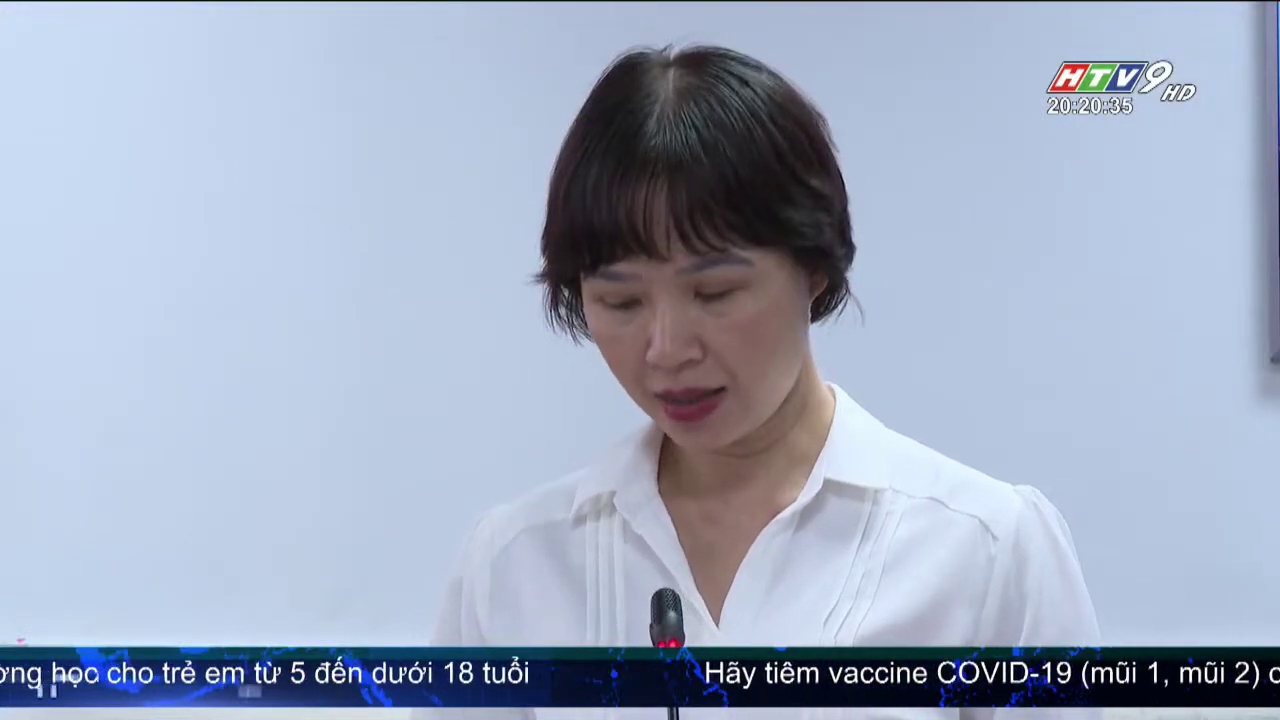 HTV9 HD
20:20:35
học cho trẻ em từ 5 đến dưới 18 tuổi
Hãy tiêm vaccine COVID-19 (mũi 1, mũi 2)